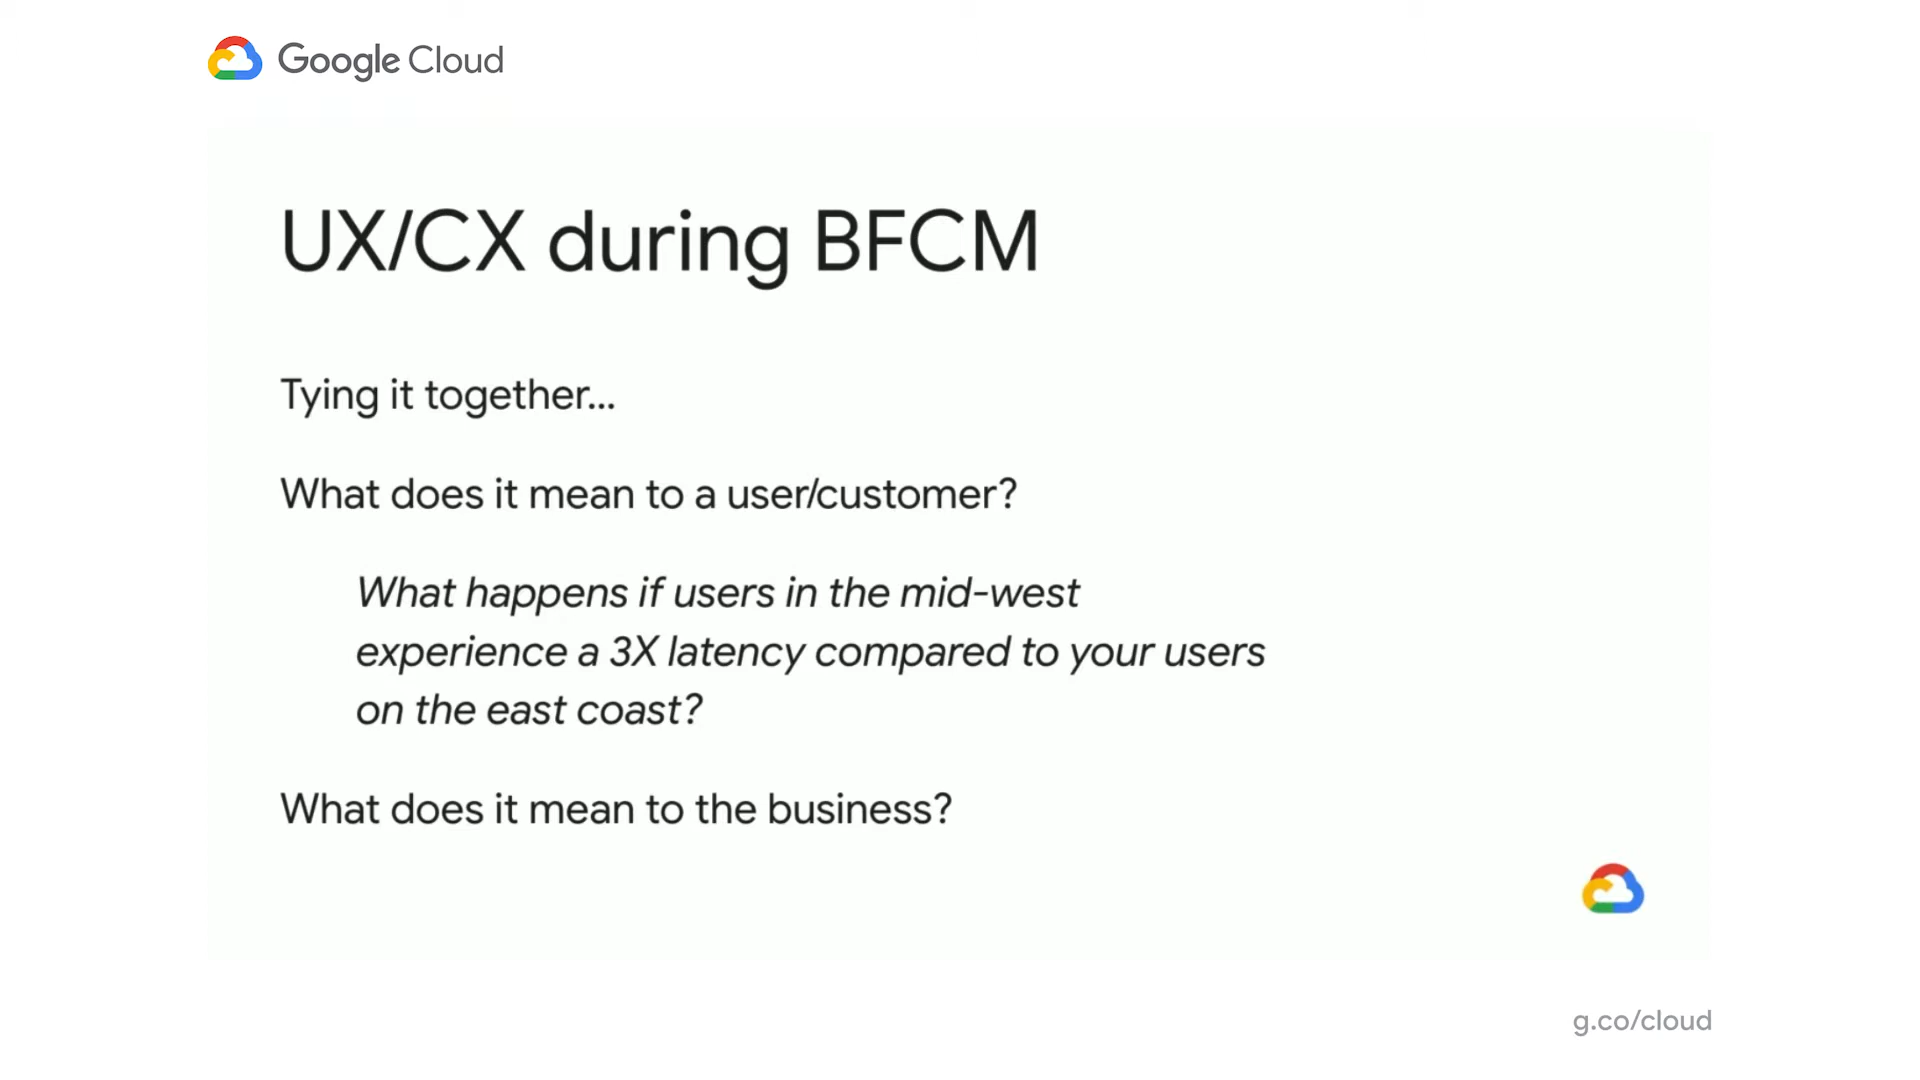 Google Cloud
UX/CX during BFCM
Tying it together...
What does it mean to a user/customer?
What happens if users in the mid-west
experience a 3X latency compared to your users
on the east coast?
What does it mean to the business?
g.co/cloud